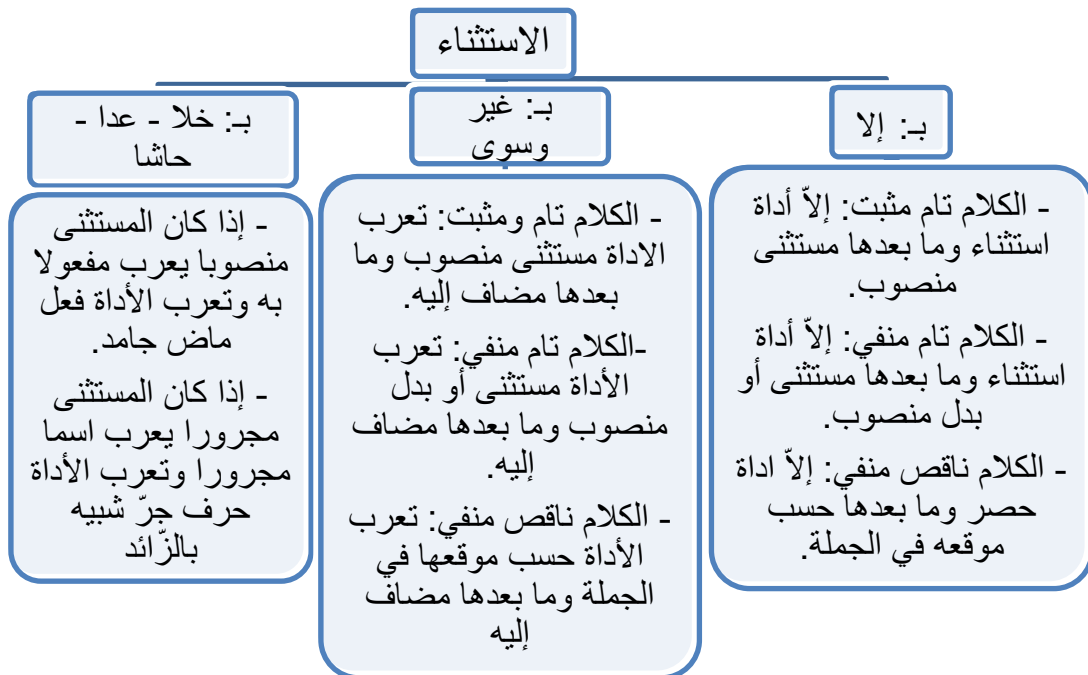 الاستثناء
بـ: إلا
- الكلام تام مثبت: إلاّ أداة
استثناء وما بعدها مستثنى
منصوب.
- الكلام تام منفي: إلاّ أداة
استثناء وما بعدها مستثنى أو
بدل منصوب.
- الكلام ناقص منفي: إلاّ اداة
حصر وما بعدها حسب
موقعه في الجملة.
بـ: غير
وسوى
- الكلام تام ومثبت: تعرب
الاداة مستثنى منصوب وما
بعدها مضاف إليه.
-الكلام تام منفي: تعرب
الأداة مستثنى أو بدل
منصوب وما بعدها مضاف
إليه.
- الكلام ناقص منفي: تعرب
الأداة حسب موقعها في
الجملة وما بعدها مضاف
إليه
بـ: خلا - عدا -
حاشا
- إذا كان المستثنى
منصوبا يعرب مفعولا
به وتعرب الأداة فعل
ماض جامد.
- إذا كان المستثنى
مجرورا يعرب اسما
مجرورا وتعرب الأداة
حرف جرّ شبيه
بالزّائد